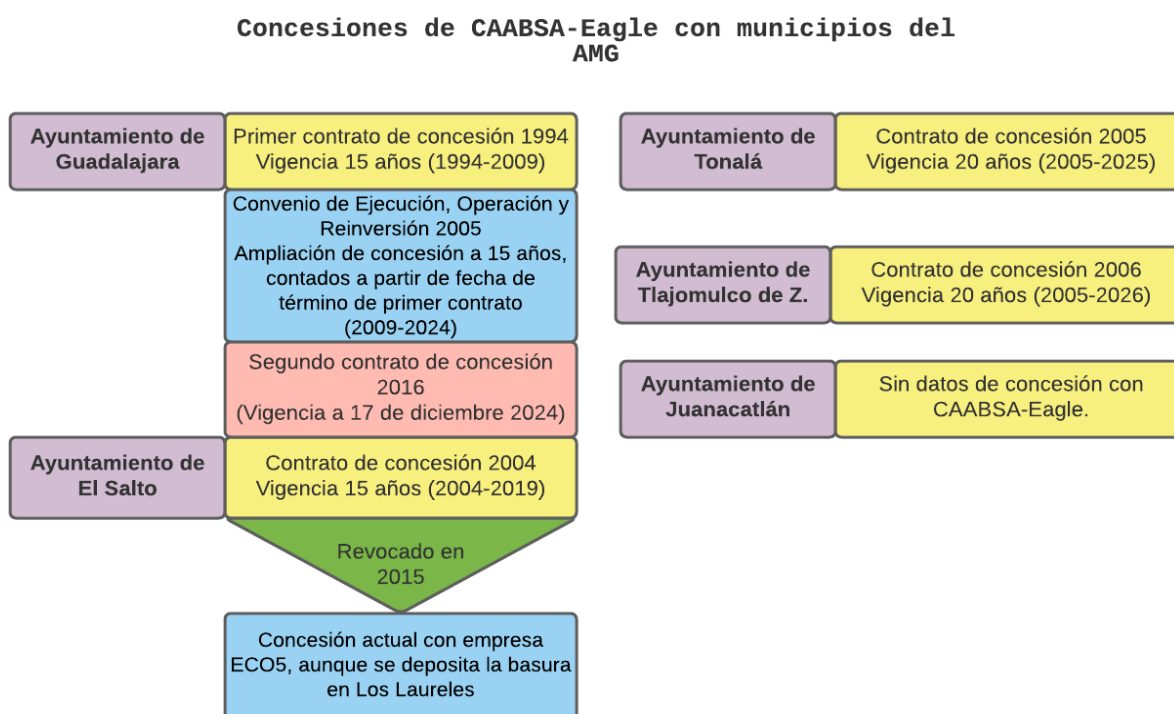 Concesiones de CAABSA-Eagle con municipios del
AMG
Ayuntamiento de
Guadalajara
Primer contrato de concesión 1994
Vigencia 15 años (1994-2009)
Convenio de Ejecución, Operación y
Reinversión 2005
Ampliación de concesión a 15 años,
contados a partir de fecha de
término de primer contrato
(2009-2024)
Segundo contrato de concesión
2016
(Vigencia a 17 de diciembre 2024)
Ayuntamiento de
El Salto
Contrato de concesión 2004
Vigencia 15 años (2004-2019)
Revocado en
2015
Concesión actual con empresa
ECO5, aunque se deposita la basura
en Los Laureles
Ayuntamiento de
Tonalá
Contrato de concesión 2005
Vigencia 20 años (2005-2025)
Ayuntamiento de
Tlajomulco de Z.
Contrato de concesión 2006
Vigencia 20 años (2005-2026)
Ayuntamiento de
Juanacatlán
Sin datos de concesión con
CAABSA-Eagle.